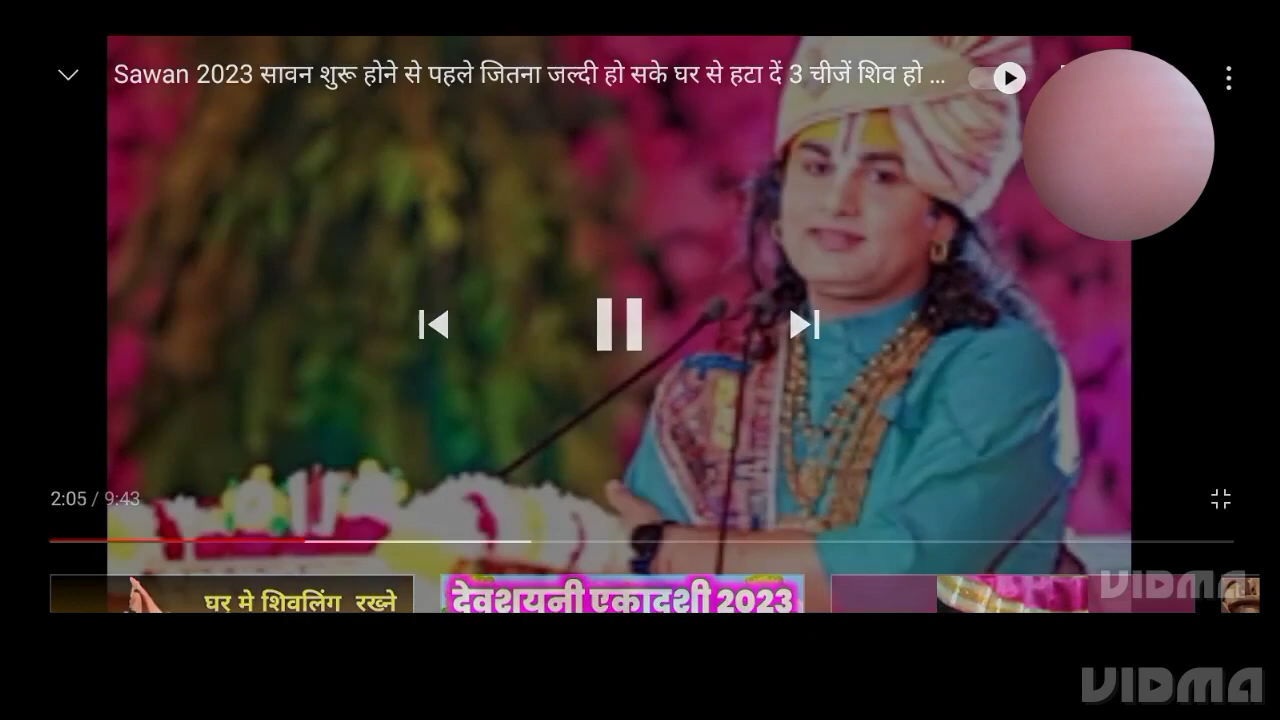 Sawan 2023 सावन शुरू होने से पहले जितना जल्दी हो सके घर से हटा दें 3 चीजें शिव हो ...
2:05 / 9:43
घर मे शिवलिंग रखने
देवशयनी एकादशी 2023
VIDMA
VIDMA